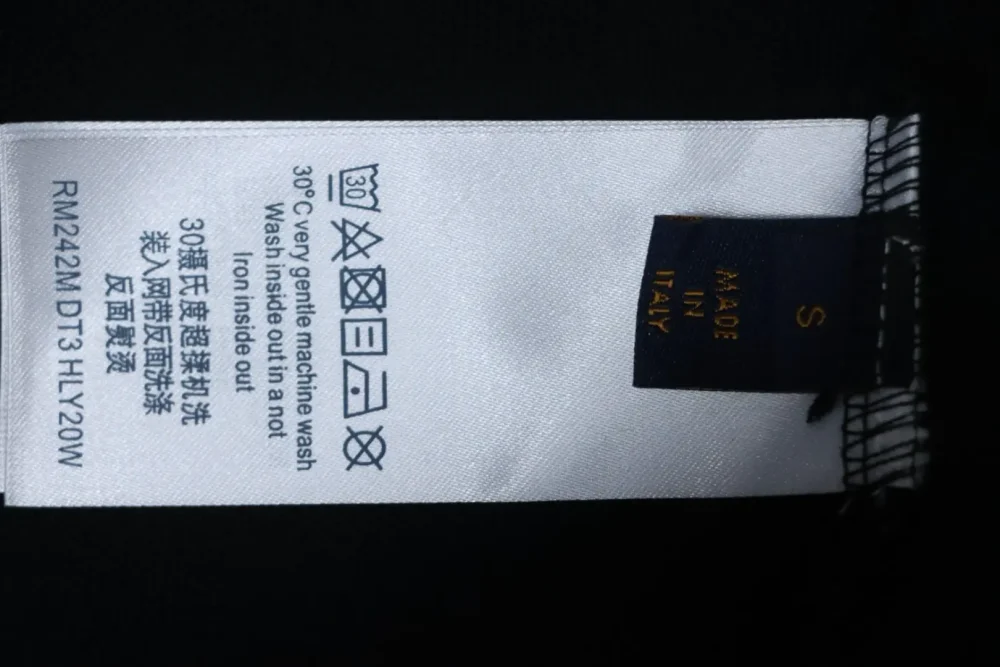 S
MADE
IN
ITALY
30
30°C very gentle machine wash
Wash inside out in a not
Iron inside out
30摄氏度超揉机洗
装入网带反面洗涤
反面熨烫
RM242M DT3 HLY20W